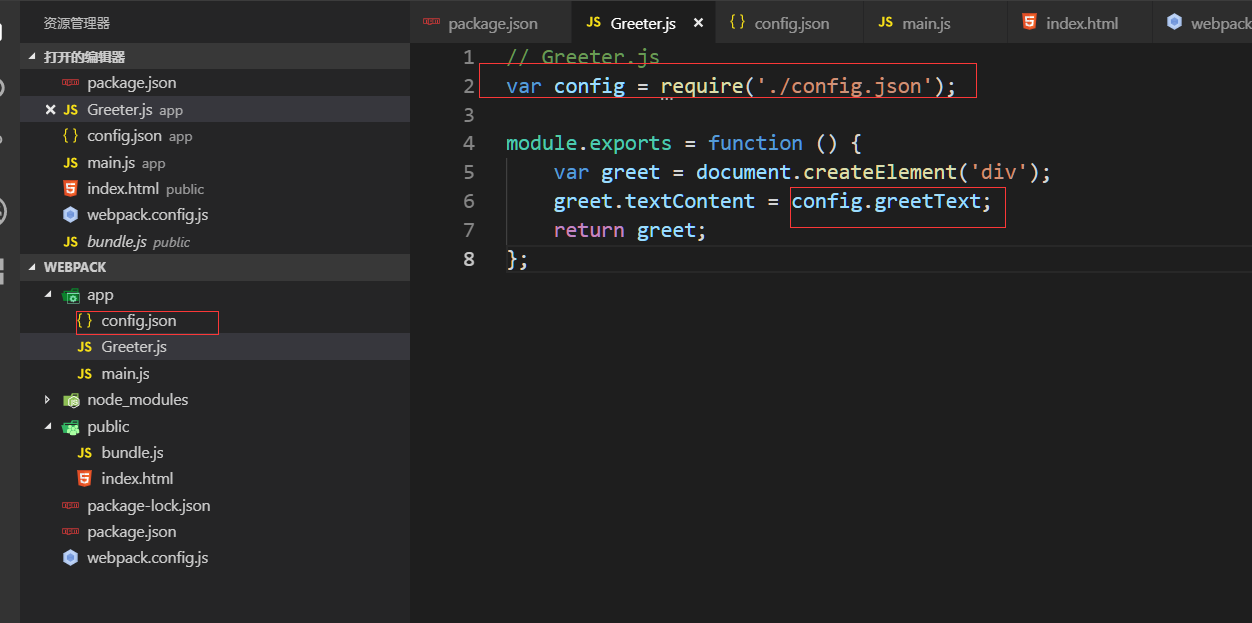 资源管理器
打开的编辑器
package.json
JS Greeter.js app
{ } config.json app
JS main.js app
index.html public
webpack.config.js
JS bundle.js public
WEBPACK
app
{ } config.json
JS Greeter.js
JS main.js
node_modules
public
JS bundle.js
index.html
package-lock.json
package.json
webpack.config.js
package.json JS Greeter.js × { } config.json JS main.js index.html webpack
1 // Greeter.js
2 var config = require('./config.json');
3
4 module.exports = function () {
5 var greet = document.createElement('div');
6 greet.textContent = config.greetText;
7 return greet;
8 };